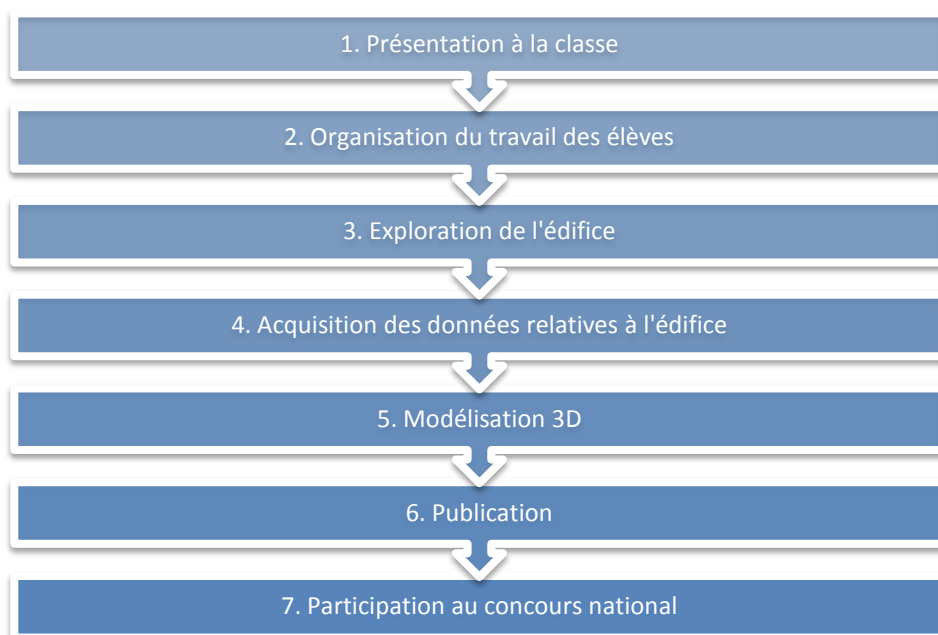 1. Présentation à la classe
2. Organisation du travail des élèves
3. Exploration de l'édifice
4. Acquisition des données relatives à l'édifice
5. Modélisation 3D
6. Publication
7. Participation au concours national